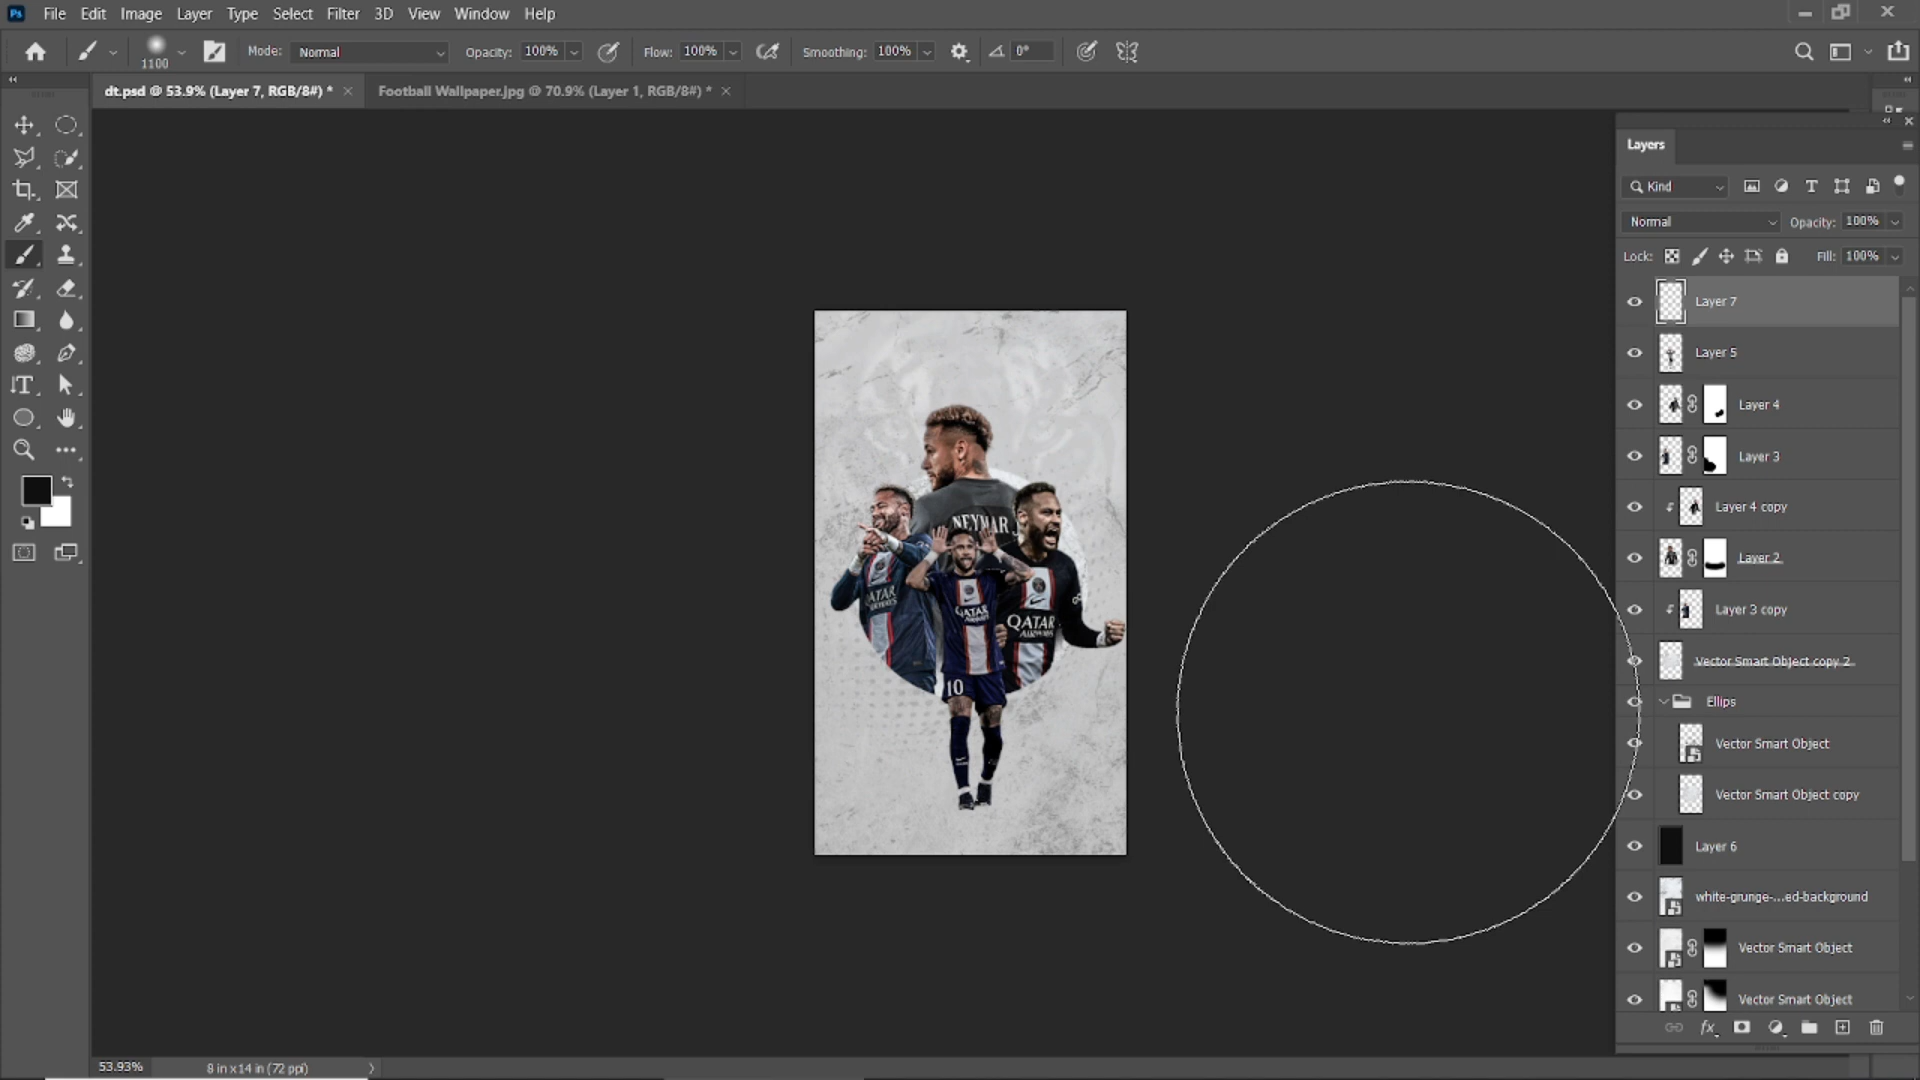 Ps File Edit Image Layer Type Select Filter 3D View Window Help
1100 Mode: Normal Opacity: 100% Flow: 100% Smoothing: 100% 0°
dt.psd @ 53.9% (Layer 7, RGB/8#) * Football Wallpaper.jpg @ 70.9% (Layer 1, RGB/8#) *
Layers
Kind
Normal Opacity: 100%
Lock: Fill: 100%
Layer 7
Layer 5
Layer 4
Layer 3
Layer 4 copy
Layer 2
Layer 3 copy
Vector Smart Object copy 2
Ellips
Vector Smart Object
Vector Smart Object copy
Layer 6
white-grunge-...ed-background
Vector Smart Object
Vector Smart Object
NEYMAR J
QATAR
AIRWAYS
QATAR
AIRWAYS
QATAR
AIRWAYS
10
53.93% 8 in x 14 in (72 ppi)